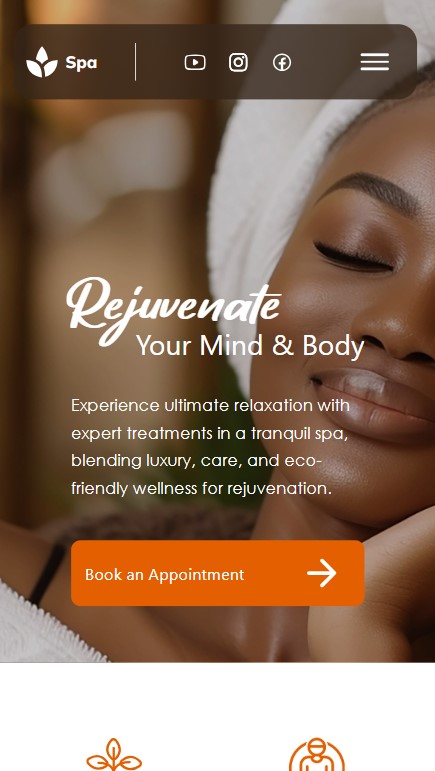 Spa
Rejuvenate
Your Mind & Body
Experience ultimate relaxation with
expert treatments in a tranquil spa,
blending luxury, care, and eco-
friendly wellness for rejuvenation.
Book an Appointment